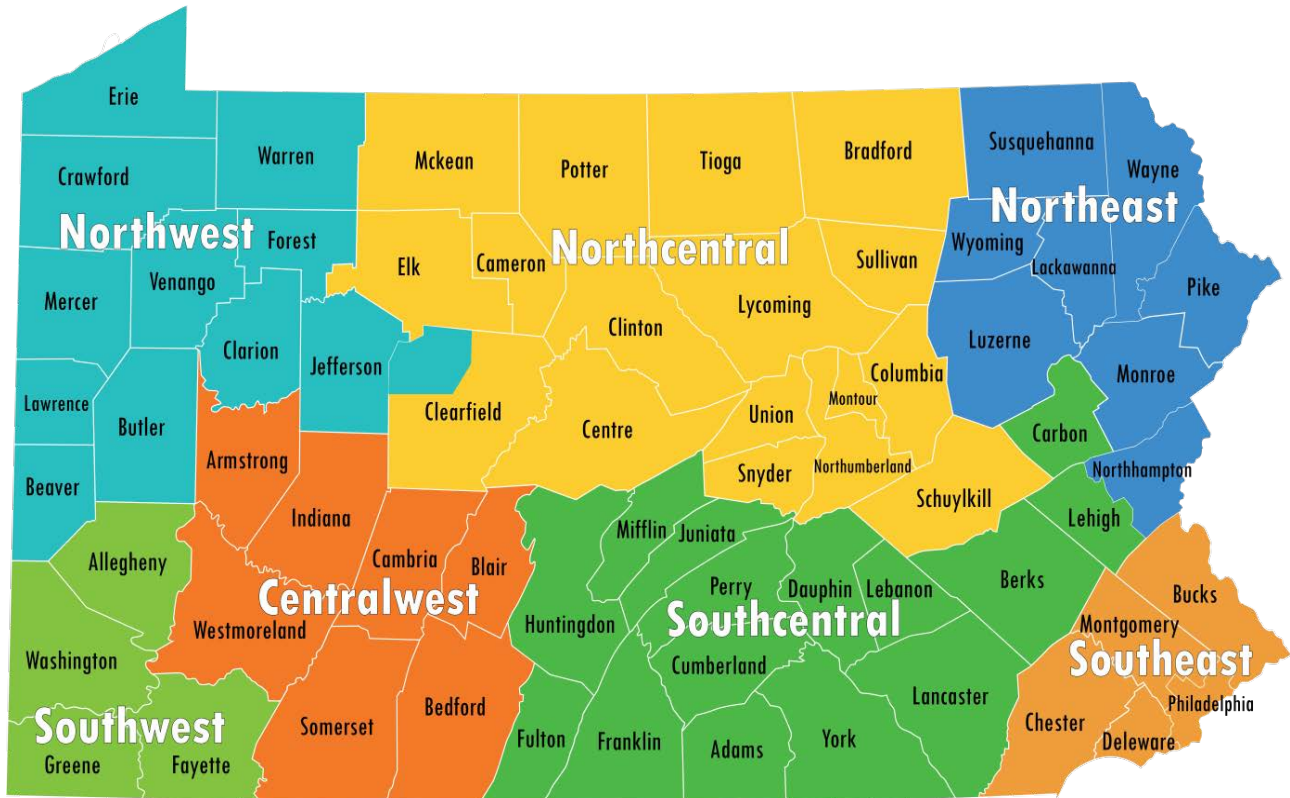 Erie
Warren
Mckean
Potter
Tioga
Bradford
Susquehanna
Wayne
Crawford
Northwest
Forest
Northcentral
Northeast
Elk
Cameron
Sullivan
Wyoming
Lackawanna
Venango
Mercer
Pike
Lycoming
Clinton
Clarion
Jefferson
Luzerne
Columbia
Monroe
Lawrence
Butler
Clearfield
Centre
Union
Montour
Carbon
Armstrong
Snyder
Northumberland
Northhampton
Beaver
Schuylkill
Indiana
Mifflin
Juniata
Lehigh
Allegheny
Cambria
Blair
Perry
Dauphin
Lebanon
Berks
Bucks
Centralwest
Southcentral
Westmoreland
Huntingdon
Montgomery
Washington
Cumberland
Southeast
Lancaster
Philadelphia
Southwest
Somerset
Bedford
Fulton
Franklin
Adams
York
Chester
Deleware
Greene
Fayette